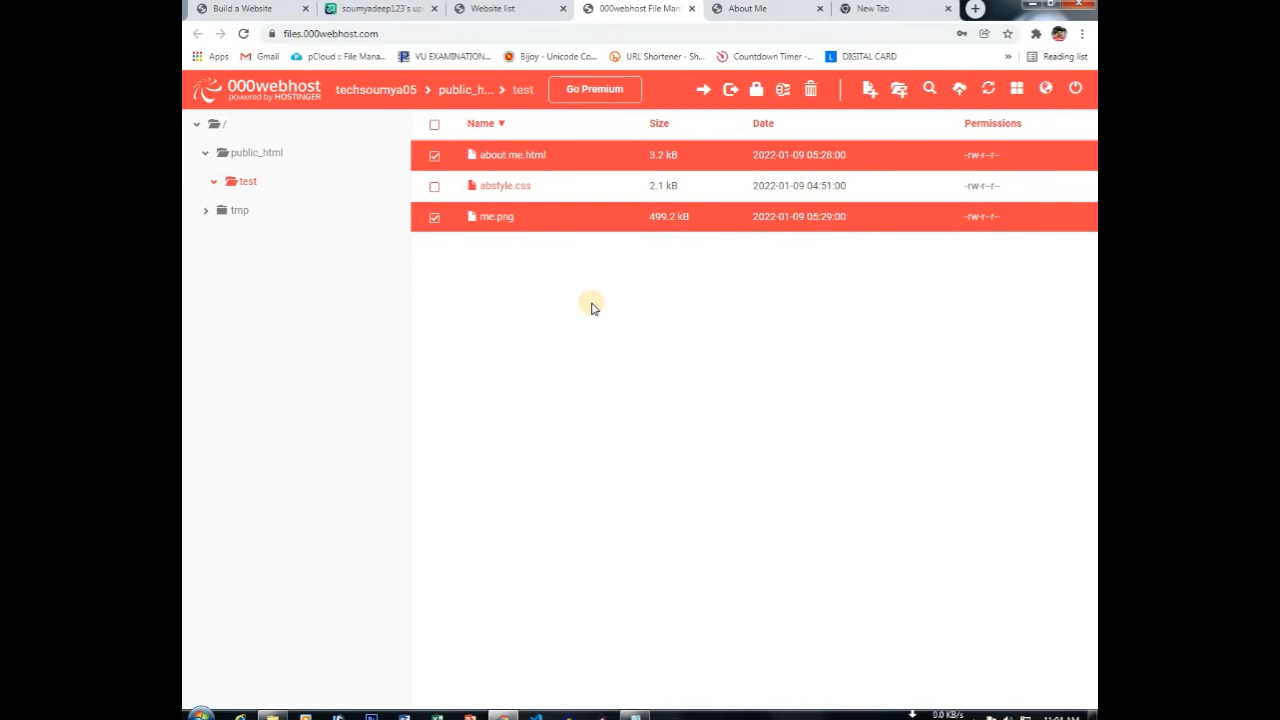 Build a Website
soumyadeep123's up
Website list
000webhost File Man
About Me
New Tab
files.000webhost.com
Apps
Gmail
pCloud :: File Mana...
VU EXAMINATION...
Bijoy - Unicode Co...
URL Shortener - Sh...
Countdown Timer -...
L DIGITAL CARD
»
Reading list
000webhost
powered by HOSTINGER
techsoumya05 > public_h... > test
Go Premium
/
public_html
test
tmp
Name ▼ Size Date Permissions
about me.html 3.2 kB 2022-01-09 05:28:00 -rw-r--r--
abstyle.css 2.1 kB 2022-01-09 04:51:00 -rw-r--r--
me.png 499.2 kB 2022-01-09 05:29:00 -rw-r--r--
0.0 KB/s